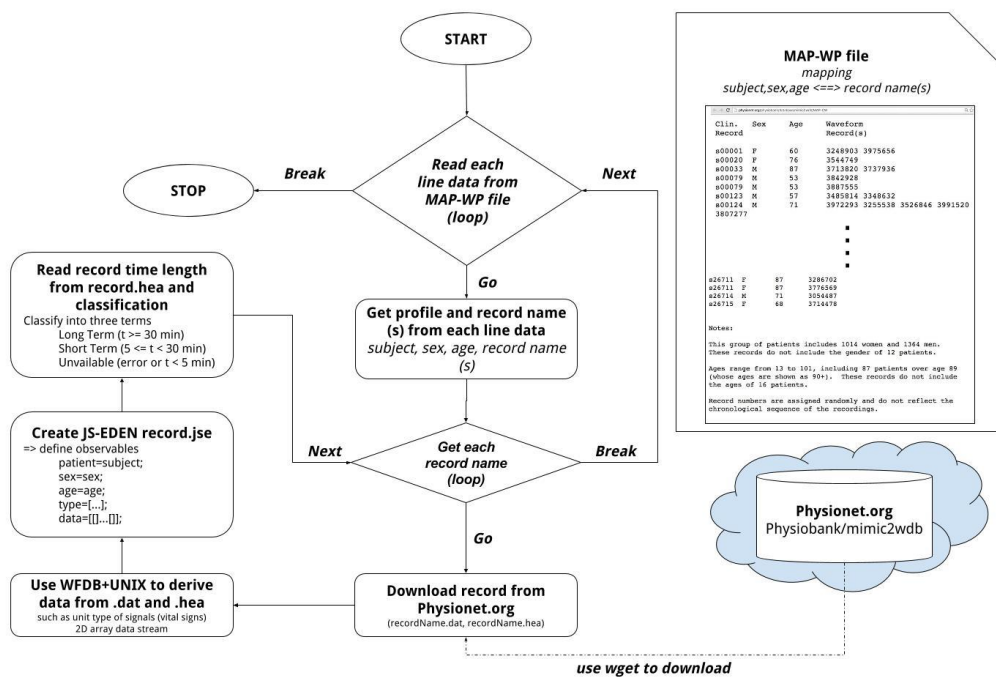 START
Read each
line data from
MAP-WP file
(loop)
Break
Next
STOP
Go
Get profile and record name
(s) from each line data
subject, sex, age, record name
(s)
Get each
record name
(loop)
Next
Break
Go
Download record from
Physionet.org
(recordName.dat, recordName.hea)
Use WFDB+UNIX to derive
data from .dat and .hea
such as unit type of signals (vital signs)
2D array data stream
Create JS-EDEN record.jse
=> define observables
patient=subject;
sex=sex;
age=age;
type=[...];
data=[[]...[]];
Read record time length
from record.hea and
classification
Classify into three terms
Long Term (t >= 30 min)
Short Term (5 <= t < 30 min)
Unvailable (error or t < 5 min)
MAP-WP file
mapping
subject,sex,age <==> record name(s)
Clin. Sex Age Waveform
Record Record(s)
s00001 F 60 3248903 3975656
s00020 F 76 3544749
s00033 M 87 3713820 3737936
s00079 M 53 3842928
s00079 M 53 3887555
s00123 M 57 3485814 3348632
s00124 M 71 3972293 3255538 3526846 3991520
3807277
s26711 F 87 3286702
s26711 F 87 3776569
s26714 M 71 3054487
s26715 F 68 3714478
Notes:
This group of patients includes 1014 women and 1364 men.
These records do not include the gender of 12 patients.
Ages range from 13 to 101, including 87 patients over age 89
(whose ages are shown as 90+). These records do not include
the ages of 16 patients.
Record numbers are assigned randomly and do not reflect the
chronological sequence of the recordings.
Physionet.org
Physiobank/mimic2wdb
use wget to download